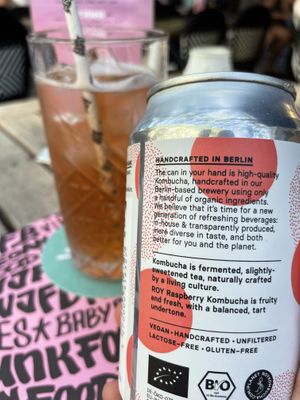 HANDCRAFTED IN BERLIN
The can in your hand is high-quality
Kombucha, handcrafted in our
Berlin-based brewery using only
a handful of organic ingredients.
We believe that it's time for a new
generation of refreshing beverages:
in-house & transparently produced,
more diverse in taste, and both
better for you and the planet.
Kombucha is fermented, slightly-
sweetened tea, naturally crafted
by a living culture.
ROY Raspberry Kombucha is fruity
and fresh, with a balanced, tart
undertone.
VEGAN • HANDCRAFTED • UNFILTERED
LACTOSE-FREE • GLUTEN-FREE
Bio
BABY